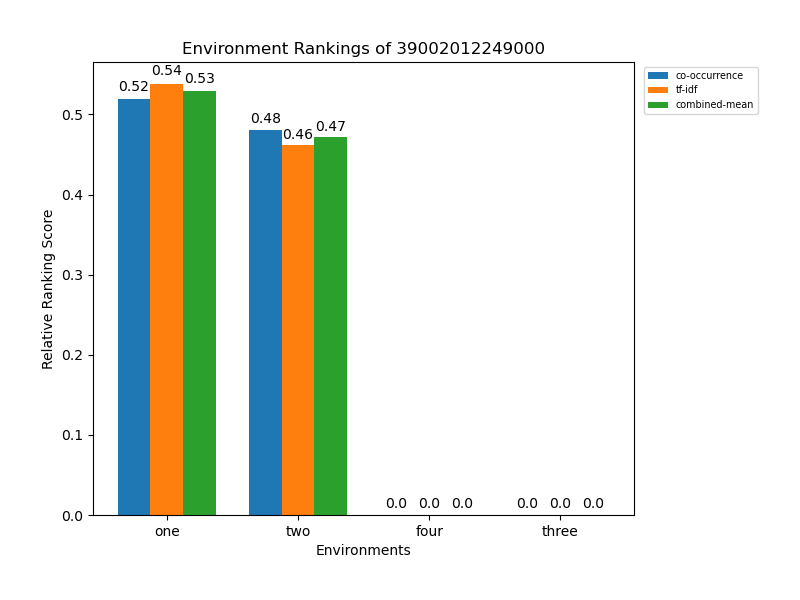 Environment Rankings of 39002012249000
co-occurrence
tf-idf
combined-mean
0.52
0.54
0.53
0.48
0.46
0.47
0.0
0.0
0.0
0.0
0.0
0.0
0.5
0.4
0.3
0.2
0.1
0.0
Relative Ranking Score
one two four three
Environments